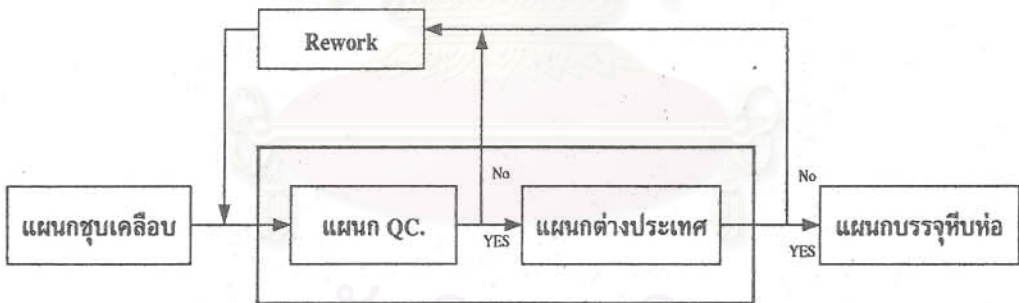 Rework
No
No
แผนกชุบเคลือบ
แผนก QC.
YES
แผนกต่างประเทศ
YES
แผนกบรรจุหีบห่อ